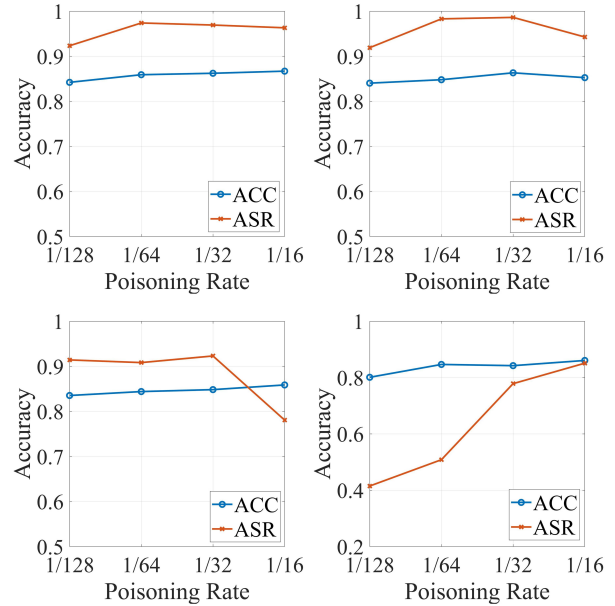 1
0.9
0.8
0.7
0.6
0.5
Accuracy
1/128 1/64 1/32 1/16
Poisoning Rate
ACC
ASR
1
0.9
0.8
0.7
0.6
0.5
Accuracy
1/128 1/64 1/32 1/16
Poisoning Rate
ACC
ASR
1
0.9
0.8
0.7
0.6
0.5
Accuracy
1/128 1/64 1/32 1/16
Poisoning Rate
ACC
ASR
1
0.8
0.6
0.4
0.2
Accuracy
1/128 1/64 1/32 1/16
Poisoning Rate
ACC
ASR